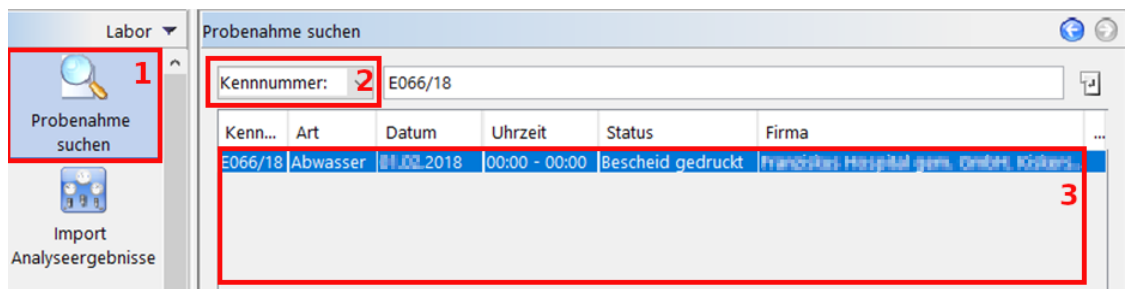 Labor
Probenahme suchen
1
Probenahme
suchen
Import
Analyseergebnisse
Kennnummer:
2
E066/18
Kenn... Art Datum Uhrzeit Status Firma ...
E066/18 Abwasser 2018 00:00 - 00:00 Bescheid gedruckt
3